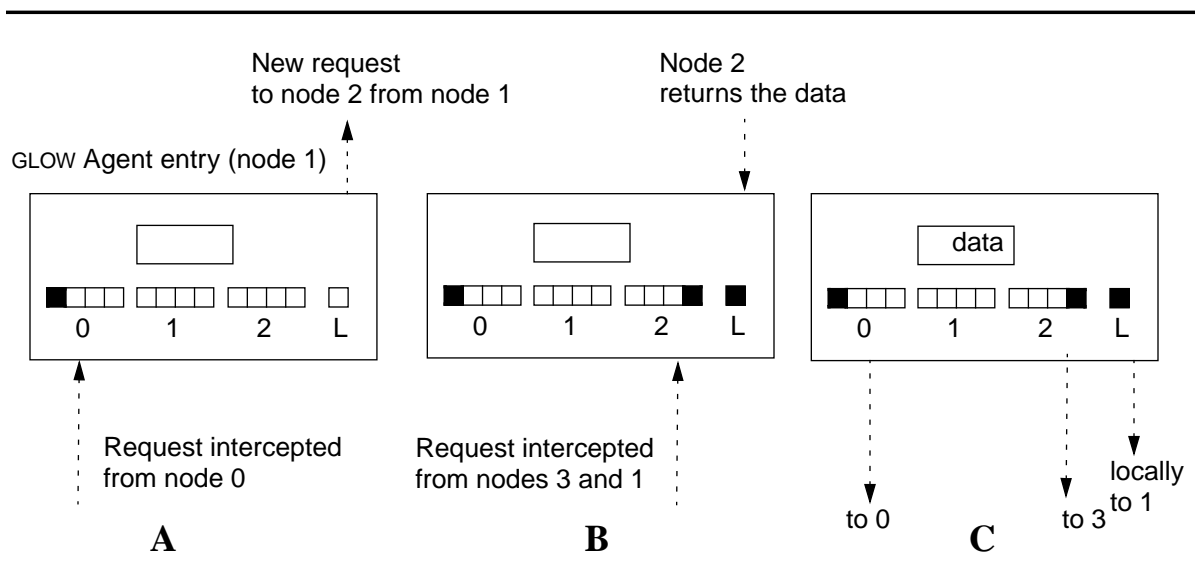 New request
to node 2 from node 1
Node 2
returns the data
GLOW Agent entry (node 1)
data
0 1 2 L
0 1 2 L
0 1 2 L
Request intercepted
from node 0
Request intercepted
from nodes 3 and 1
to 0
to 3
locally
to 1
A
B
C